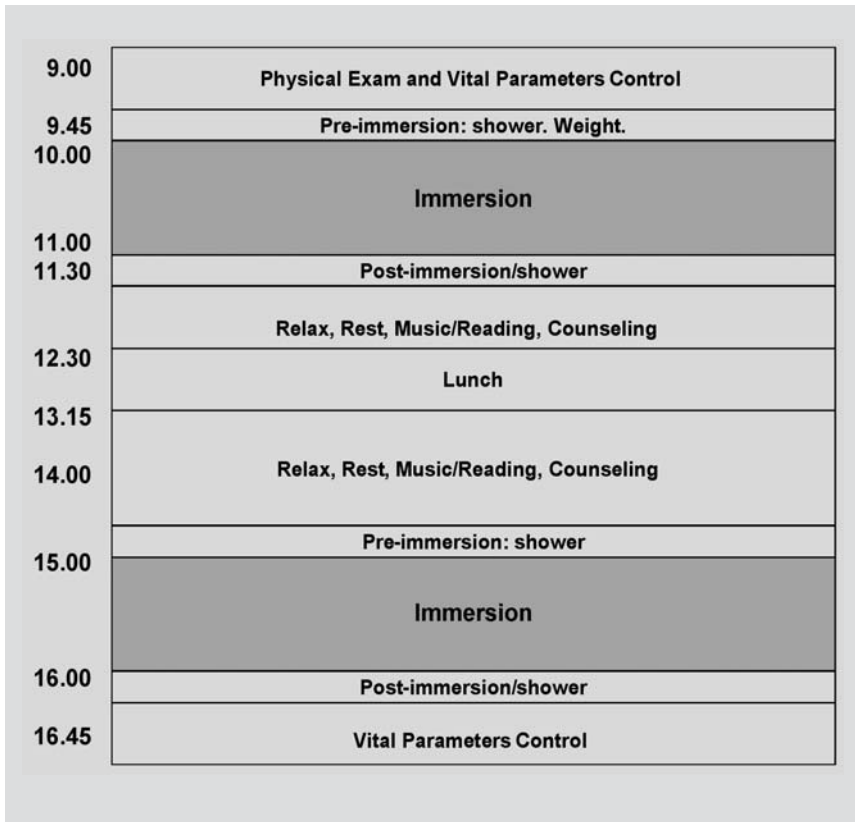 9.00
Physical Exam and Vital Parameters Control
9.45
Pre-immersion: shower. Weight.
10.00
Immersion
11.00
11.30
Post-immersion/shower
Relax, Rest, Music/Reading, Counseling
12.30
Lunch
13.15
14.00
Relax, Rest, Music/Reading, Counseling
Pre-immersion: shower
15.00
Immersion
16.00
Post-immersion/shower
16.45
Vital Parameters Control